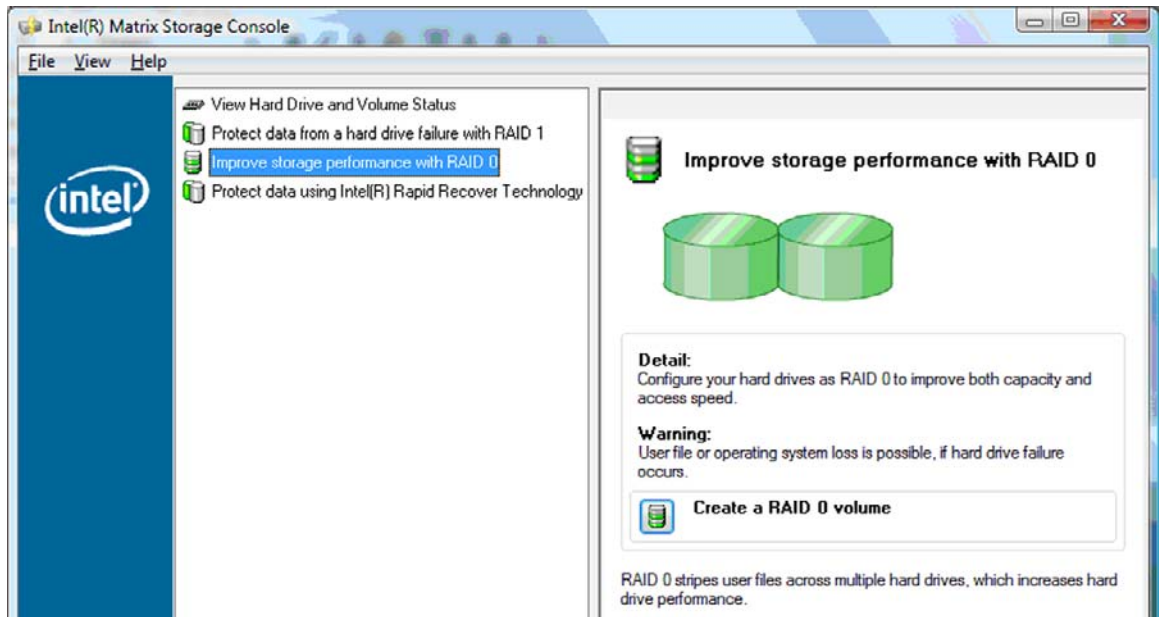 Intel(R) Matrix Storage Console
File View Help
View Hard Drive and Volume Status
Protect data from a hard drive failure with RAID 1
Improve storage performance with RAID 0
Protect data using Intel(R) Rapid Recover Technology
intel
Improve storage performance with RAID 0
Detail:
Configure your hard drives as RAID 0 to improve both capacity and
access speed.
Warning:
User file or operating system loss is possible, if hard drive failure
occurs.
Create a RAID 0 volume
RAID 0 stripes user files across multiple hard drives, which increases hard
drive performance.